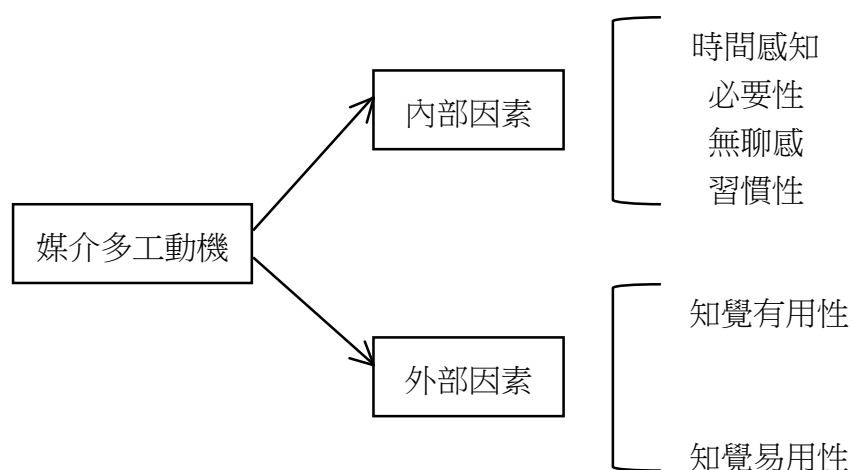 時間感知
必要性
無聊感
習慣性
內部因素
媒介多工動機
知覺有用性
外部因素
知覺易用性